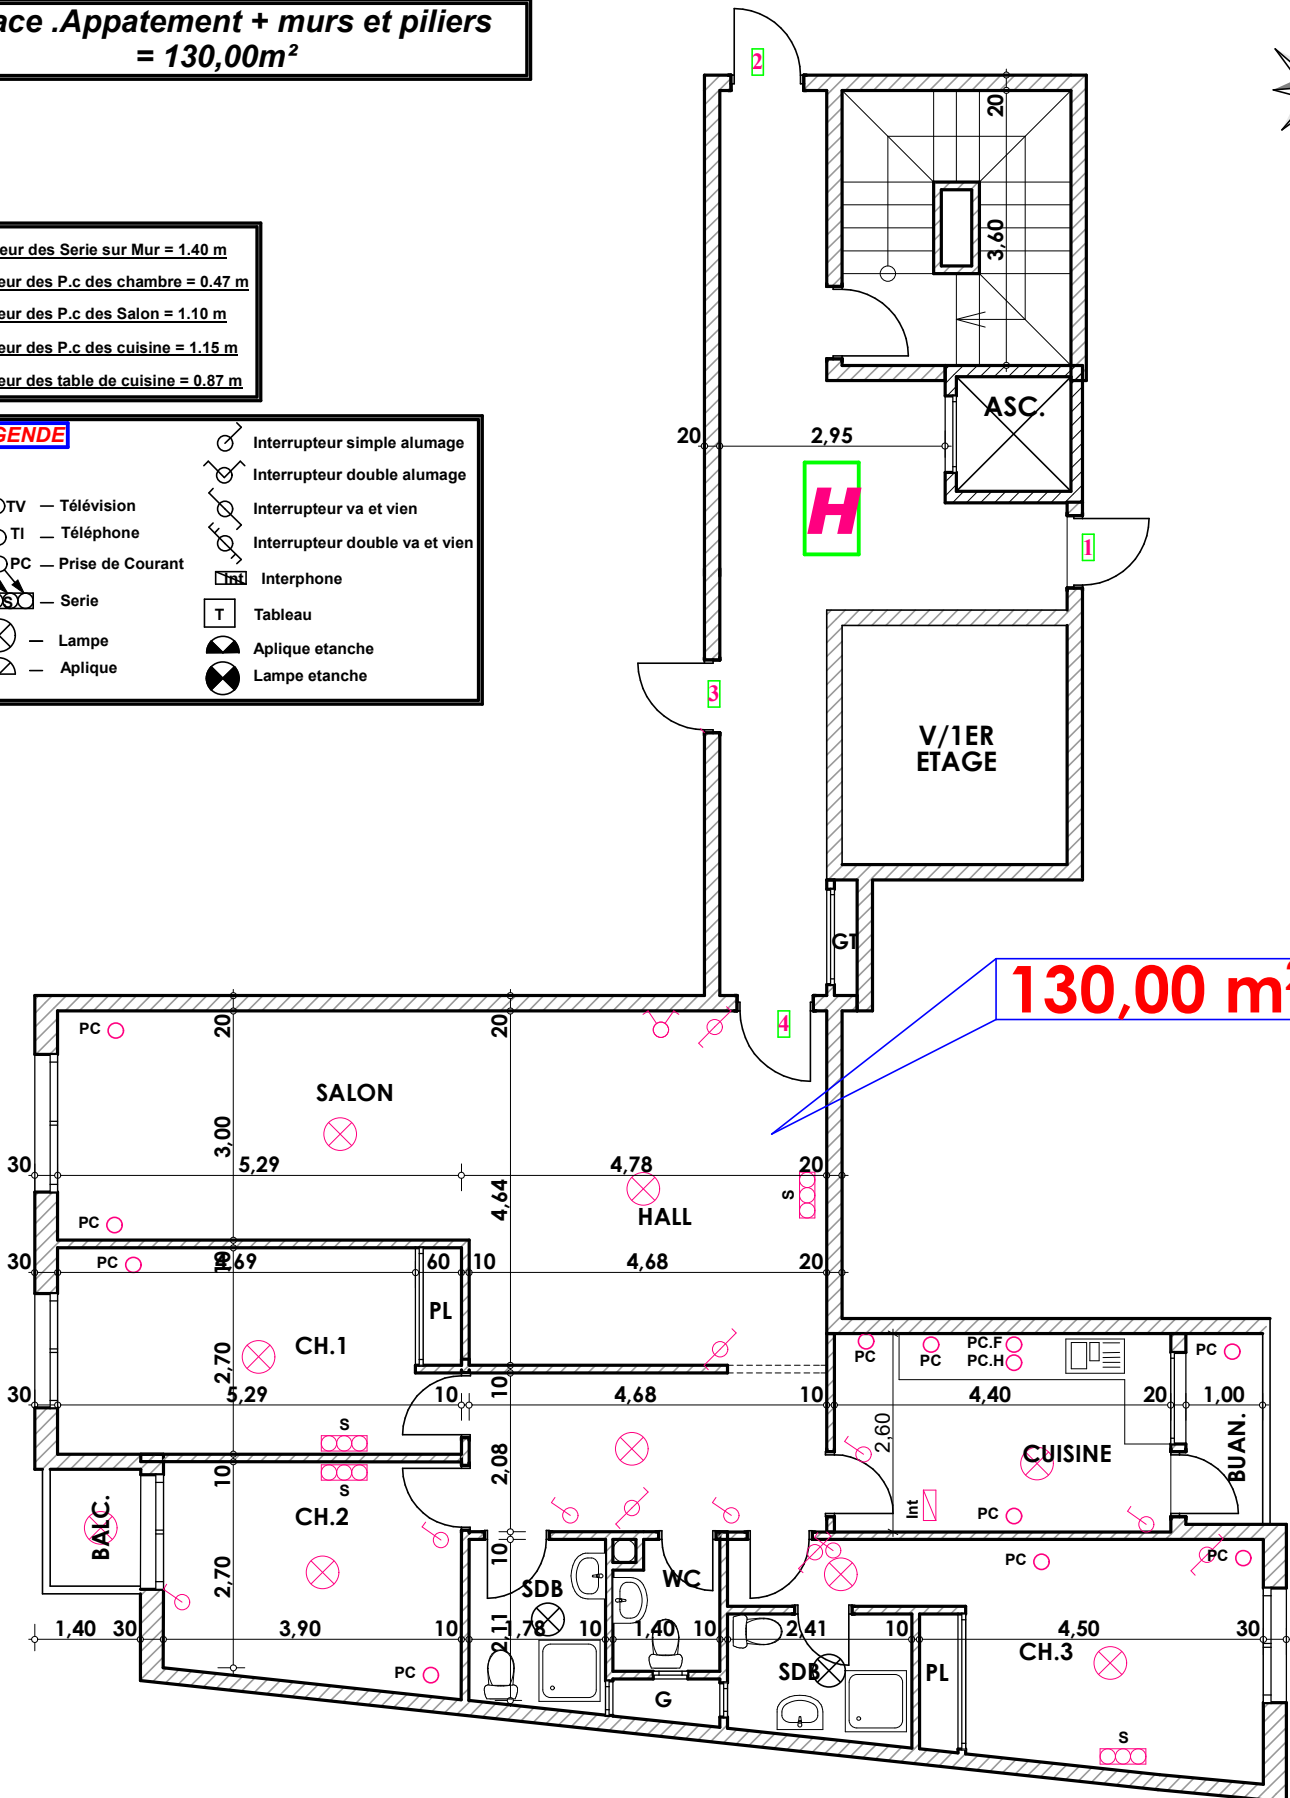 ace .Appatement + murs et piliers
= 130,00m²
eur des Serie sur Mur = 1.40 m
eur des P.c des chambre = 0.47 m
eur des P.c des Salon = 1.10 m
eur des P.c des cuisine = 1.15 m
eur des table de cuisine = 0.87 m
GENDE
TV — Télévision
TI — Téléphone
PC — Prise de Courant
S — Serie
— Lampe
— Aplique
Interrupteur simple alumage
Interrupteur double alumage
Interrupteur va et vien
Interrupteur double va et vien
Int Interphone
T Tableau
Aplique etanche
Lampe etanche
2
20
3,60
ASC.
20 2,95
H
1
3
V/1ER
ETAGE
GT
130,00 m²
4
PC
20 20
SALON
3,00
30 5,29 4,78 20
4,64
S
HALL
PC
PC
30 10 4,69 60 10 4,68 20
PL
CH.1
2,70
PC PC PC.F
PC.H
PC
30 5,29 10 10 4,68 10 4,40 20 1,00
2,60
S
CUISINE
BUAN.
10 2,08
S
CH.2
BALC.
Int
PC
10
PC PC
2,70
SDB WC
1,40 30 3,90 10 1,78 10 1,40 10 2,41 10 4,50 30
2,11
CH.3
PC
SDB PL
G
S